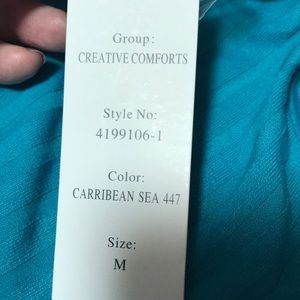 Group:
CREATIVE COMFORTS
Style No:
4199106-1
Color:
CARRIBEAN SEA 447
Size:
M